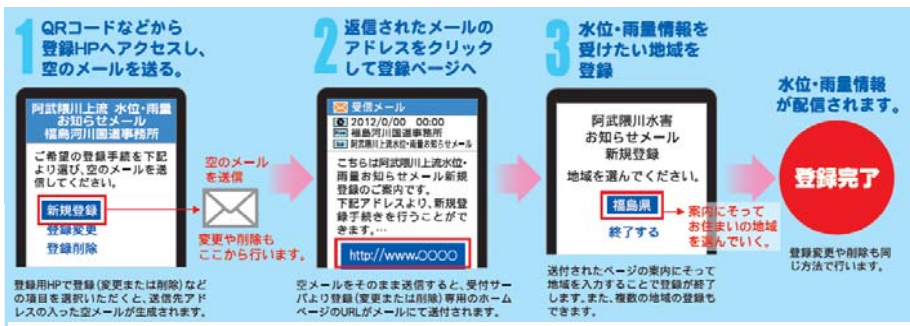 1
QRコードなどから
登録HPへアクセスし、
空のメールを送る。
阿武隈川上流 水位・雨量
お知らせメール
福島河川国道事務所
ご希望の登録手続を下記
より選び、空のメールを送
信してください。
新規登録
登録変更
登録削除
空のメール
を送信
変更や削除も
ここから行います。
登録用HPで登録(変更または削除)など
の項目を選択いただくと、送信先アド
レスの入った空メールが生成されます。
2
返信されたメールの
アドレスをクリック
して登録ページへ
受信メール
2012/0/00 00:00
From 福島河川国道事務所
Sub 阿武隈川上流水位・雨量お知らせメール
こちらは阿武隈川上流水位・
雨量お知らせメール新規
登録のご案内です。
下記アドレスより、新規登
録手続きを行うことがで
きます。…
http://www.○○○○
空メールをそのまま送信すると、受付サー
バより登録(変更または削除)専用のホーム
ページのURLがメールにて送付されます。
3
水位・雨量情報を
受けたい地域を
登録
阿武隈川水害
お知らせメール
新規登録
地域を選んでください。
福島県
終了する
案内にそって
お住まいの地域
を選んでいく。
送付されたページの案内にそって
地域を入力することで登録が終了
します。また、複数の地域の登録も
できます。
水位・雨量情報
が配信されます。
登録完了
登録変更や削除も同
じ方法で行います。